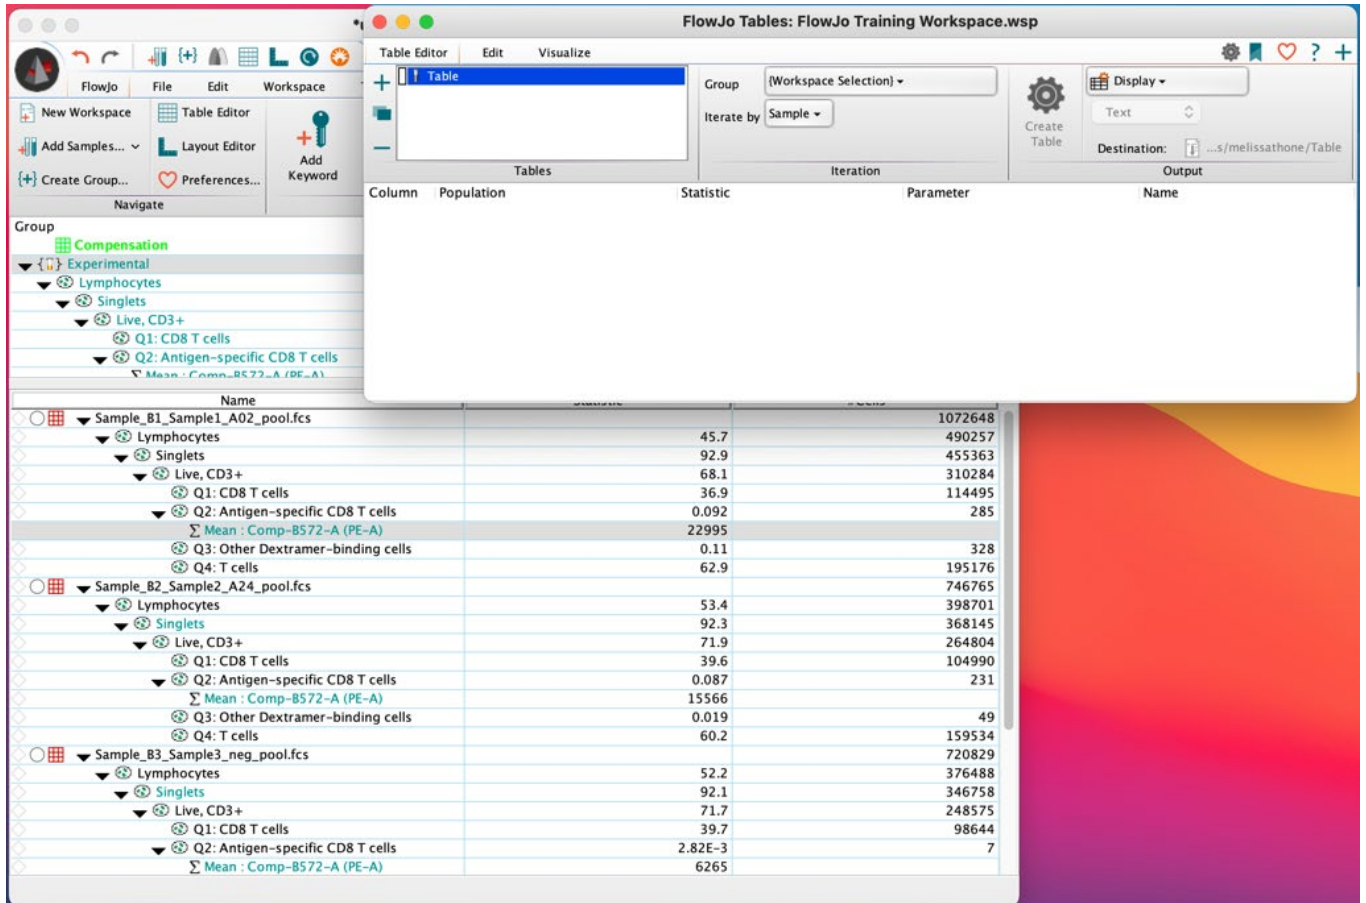 FlowJo Tables: FlowJo Training Workspace.wsp
Table Editor Edit Visualize
Table
Tables
Group {Workspace Selection}
Iterate by Sample
Iteration
Create Table
Display
Text
Destination: ...s/melissathone/Table
Output
Column Population Statistic Parameter Name
FlowJo File Edit Workspace
New Workspace Table Editor
Add Samples... Layout Editor
{+} Create Group... Preferences...
Add
Keyword
Navigate
Group
Compensation
Experimental
Lymphocytes
Singlets
Live, CD3+
Q1: CD8 T cells
Q2: Antigen-specific CD8 T cells
Σ Mean : Comp-B572-A (PE-A)
Name Statistic #Cells
Sample_B1_Sample1_A02_pool.fcs 1072648
Lymphocytes 45.7 490257
Singlets 92.9 455363
Live, CD3+ 68.1 310284
Q1: CD8 T cells 36.9 114495
Q2: Antigen-specific CD8 T cells 0.092 285
Σ Mean : Comp-B572-A (PE-A) 22995
Q3: Other Dextramer-binding cells 0.11 328
Q4: T cells 62.9 195176
Sample_B2_Sample2_A24_pool.fcs 746765
Lymphocytes 53.4 398701
Singlets 92.3 368145
Live, CD3+ 71.9 264804
Q1: CD8 T cells 39.6 104990
Q2: Antigen-specific CD8 T cells 0.087 231
Σ Mean : Comp-B572-A (PE-A) 15566
Q3: Other Dextramer-binding cells 0.019 49
Q4: T cells 60.2 159534
Sample_B3_Sample3_neg_pool.fcs 720829
Lymphocytes 52.2 376488
Singlets 92.1 346758
Live, CD3+ 71.7 248575
Q1: CD8 T cells 39.7 98644
Q2: Antigen-specific CD8 T cells 2.82E-3 7
Σ Mean : Comp-B572-A (PE-A) 6265